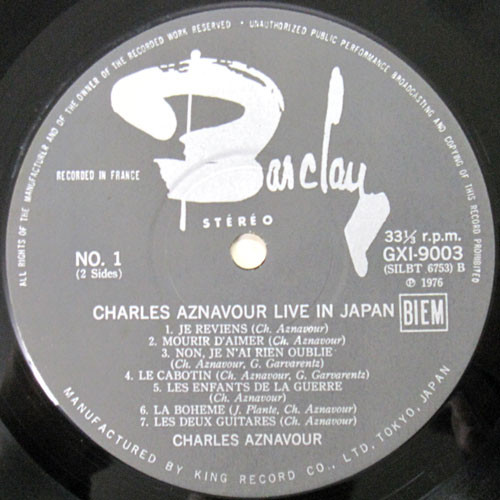 ALL RIGHTS OF THE MANUFACTURER AND OF THE OWNER OF THE RECORDED WORK RESERVED • UNAUTHORIZED PUBLIC PERFORMANCE BROADCASTING AND COPYING OF THIS RECORD PROHIBITED
Barclay
RECORDED IN FRANCE
STÉRÉO
NO. 1
(2 Sides)
33⅓ r.p.m.
GXI-9003
(SILBT 6753) B
℗ 1976
CHARLES AZNAVOUR LIVE IN JAPAN
BIEM
1. JE REVIENS (Ch. Aznavour)
2. MOURIR D'AIMER (Ch. Aznavour)
3. NON, JE N'AI RIEN OUBLIE
(Ch. Aznavour, G. Garvarentz)
4. LE CABOTIN (Ch. Aznavour, G. Garvarentz)
5. LES ENFANTS DE LA GUERRE
(Ch. Aznavour)
6. LA BOHEME (J. Plante, Ch. Aznavour)
7. LES DEUX GUITARES (Ch. Aznavour)
CHARLES AZNAVOUR
MANUFACTURED BY KING RECORD CO., LTD. TOKYO, JAPAN